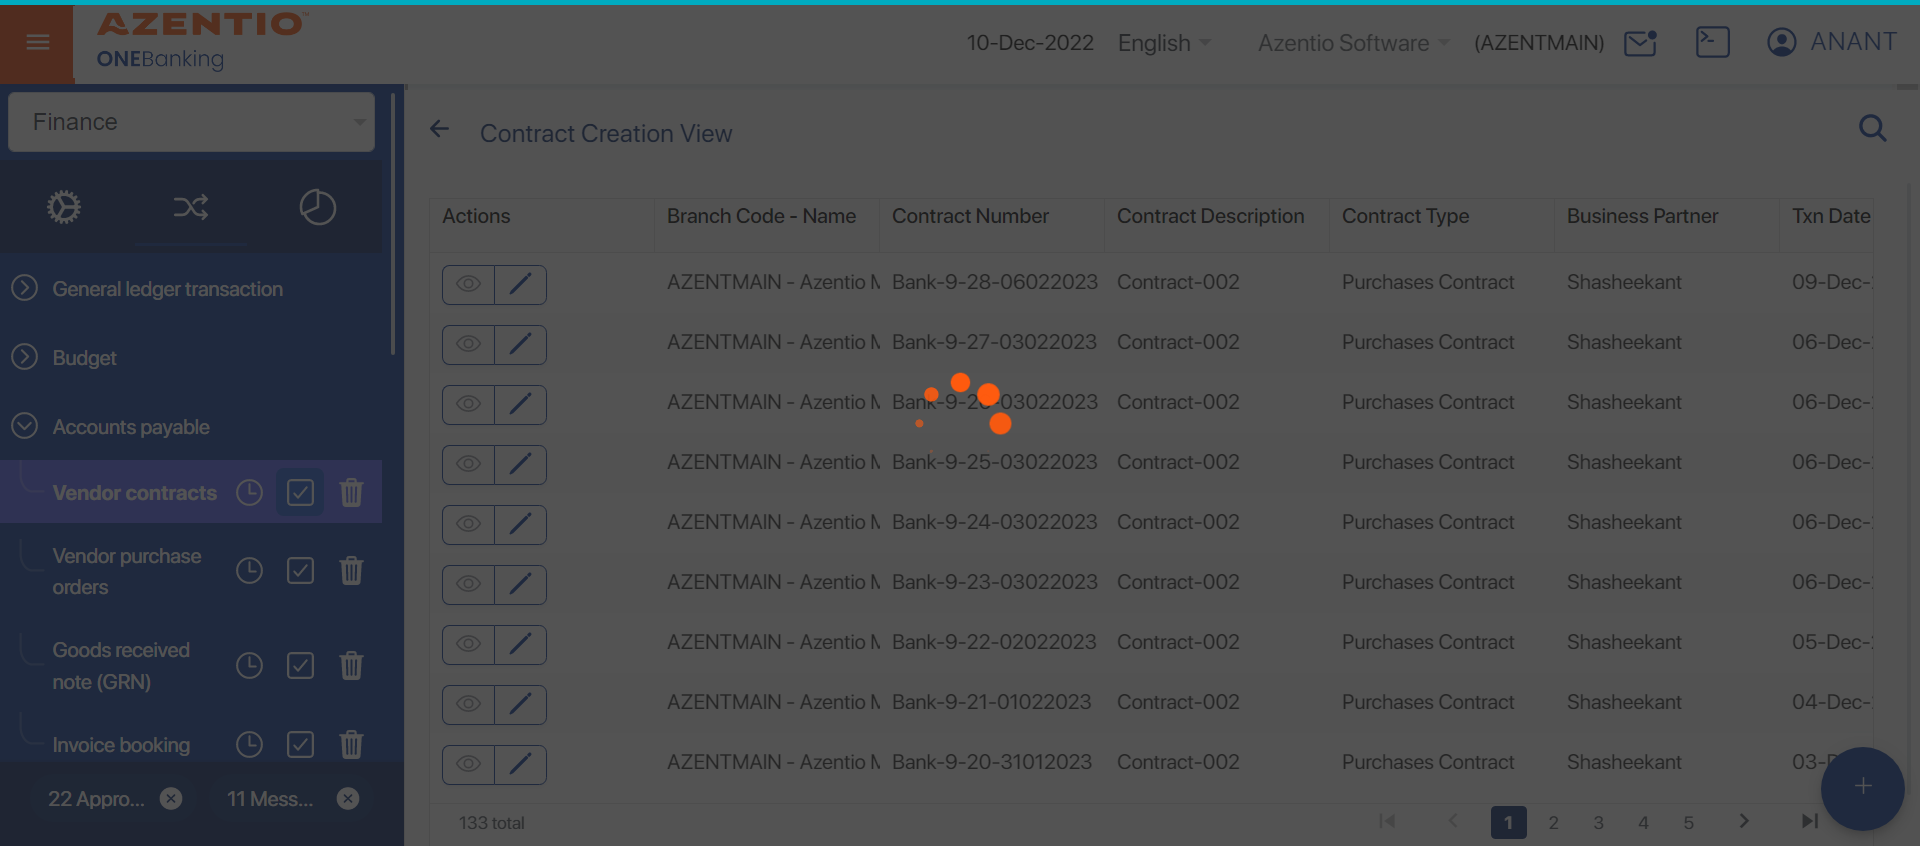 AZENTIO
ONEBanking
10-Dec-2022 English Azentio Software (AZENTMAIN) ANANT
Finance
General ledger transaction
Budget
Accounts payable
Vendor contracts
Vendor purchase
orders
Goods received
note (GRN)
Invoice booking
22 Appro...
11 Mess...
Contract Creation View
Actions Branch Code - Name Contract Number Contract Description Contract Type Business Partner Txn Date
AZENTMAIN - Azentio M Bank-9-28-06022023 Contract-002 Purchases Contract Shasheekant 09-Dec-
AZENTMAIN - Azentio M Bank-9-27-03022023 Contract-002 Purchases Contract Shasheekant 06-Dec-
AZENTMAIN - Azentio M Contract-002 Purchases Contract Shasheekant 06-Dec-
AZENTMAIN - Azentio M Bank-9-25-03022023 Contract-002 Purchases Contract Shasheekant 06-Dec-
AZENTMAIN - Azentio M Bank-9-24-03022023 Contract-002 Purchases Contract Shasheekant 06-Dec-
AZENTMAIN - Azentio M Bank-9-23-03022023 Contract-002 Purchases Contract Shasheekant 06-Dec-
AZENTMAIN - Azentio M Bank-9-22-02022023 Contract-002 Purchases Contract Shasheekant 05-Dec-
AZENTMAIN - Azentio M Bank-9-21-01022023 Contract-002 Purchases Contract Shasheekant 04-Dec-
AZENTMAIN - Azentio M Bank-9-20-31012023 Contract-002 Purchases Contract Shasheekant
133 total 1 2 3 4 5